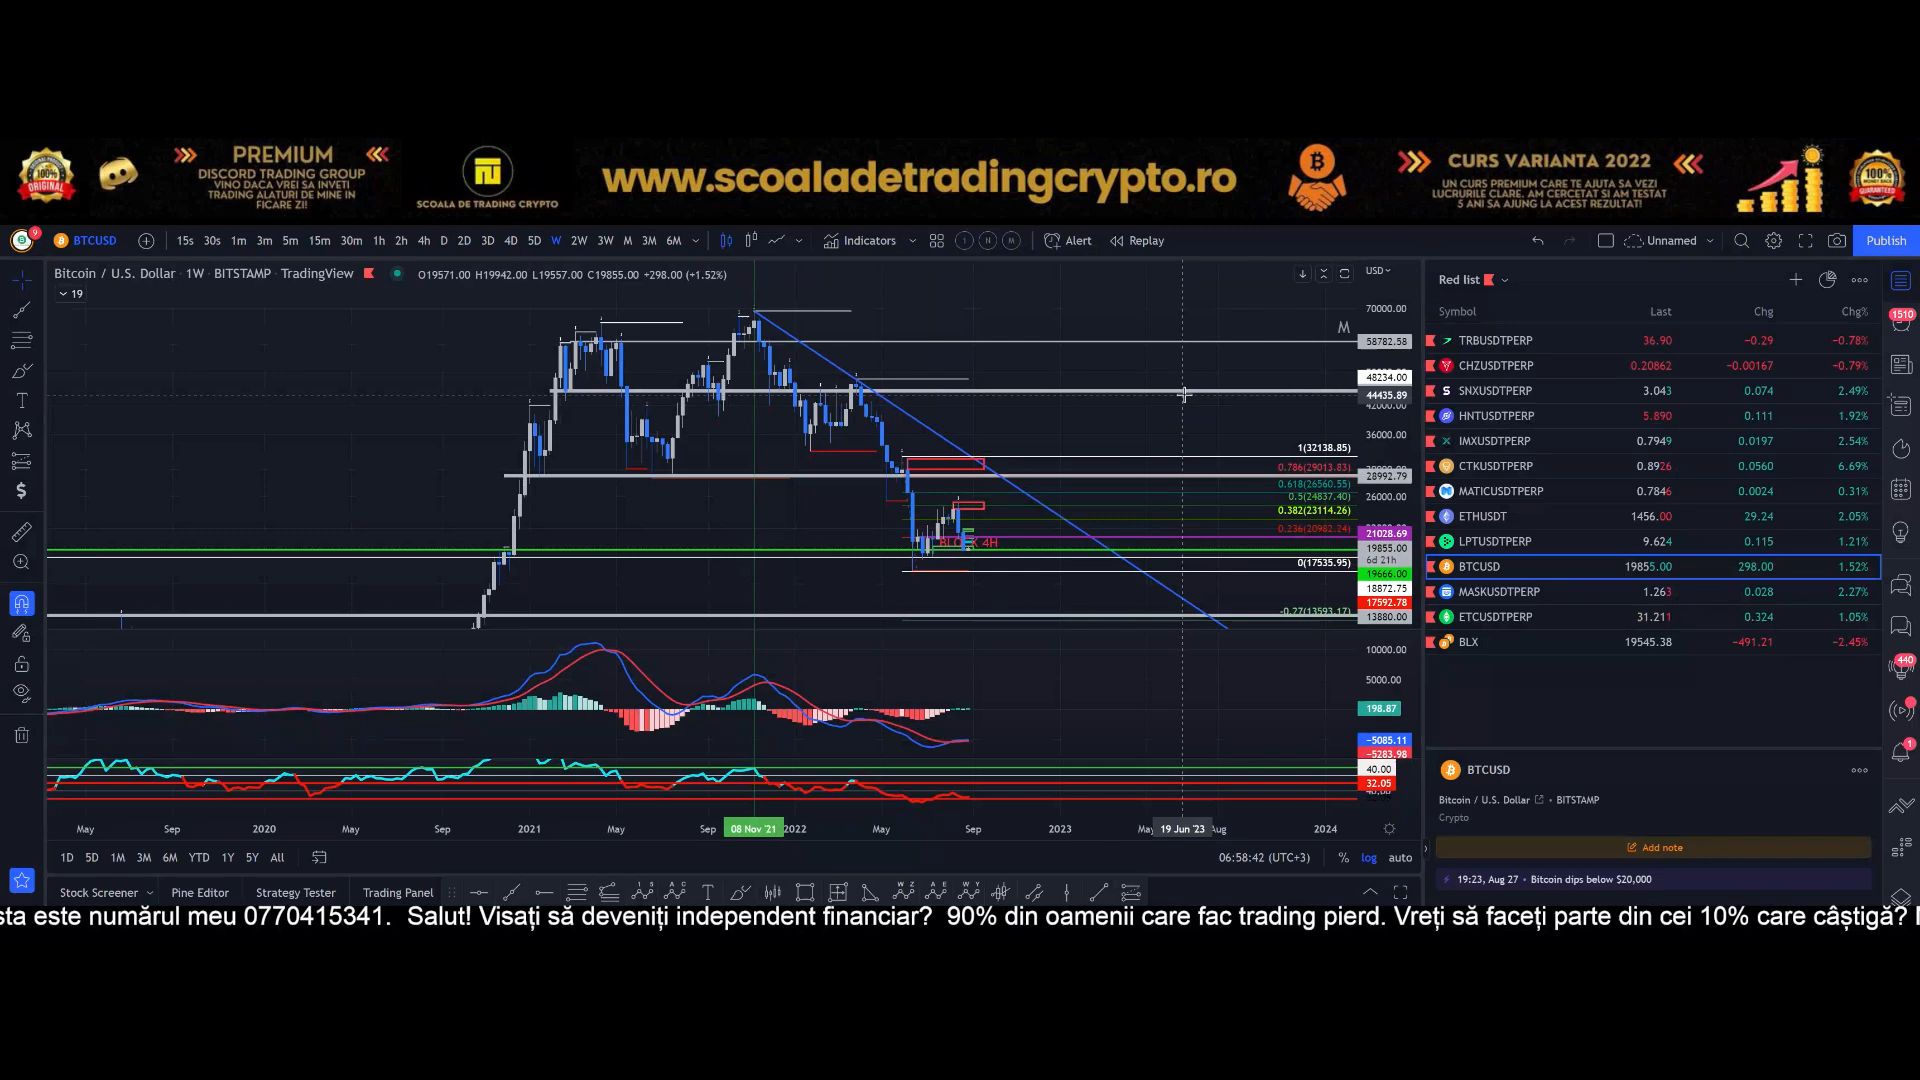 PREMIUM
DISCORD TRADING GROUP
VINO DACA VREI SA INVETI
TRADING ALATURI DE MINE IN
FICARE ZI!
100%
ORIGINAL
SCOALA DE TRADING CRYPTO
www.scoaladetradingcrypto.ro
CURS VARIANTA 2022
UN CURS PREMIUM CARE TE AJUTA SA VEZI
LUCRURILE CLARE. AM CERCETAT SI AM TESTAT
5 ANI SA AJUNG LA ACEST REZULTAT!
100%
GUARANTEED
9 BTCUSD 15s 30s 1m 3m 5m 15m 30m 1h 2h 4h D 2D 3D 4D 5D W 2W 3W M 3M 6M Indicators Alert Replay Unnamed Publish
Bitcoin / U.S. Dollar · 1W · BITSTAMP · TradingView O19571.00 H19942.00 L19557.00 C19855.00 +298.00 (+1.52%)
19
USD
70000.00
M
58782.58
48234.00
44435.89
42000.00
36000.00
1(32138.85)
0.786(29013.83)
28992.79
0.618(26560.55)
0.5(24837.40)
26000.00
0.382(23114.26)
0.236(20982.24)
21028.69
BLOCK 4H
19855.00
6d 21h
0(17535.95)
19666.00
18872.75
17592.78
-0.27(13593.17)
13880.00
10000.00
5000.00
198.87
−5085.11
−5283.98
40.00
32.05
May Sep 2020 May Sep 2021 May Sep 08 Nov '21 2022 May Sep 2023 May 19 Jun '23 Aug 2024
1D 5D 1M 3M 6M YTD 1Y 5Y All 06:58:42 (UTC+3) % log auto
Stock Screener Pine Editor Strategy Tester Trading Panel
Red list
Symbol Last Chg Chg%
TRBUSDTPERP 36.90 −0.29 −0.78%
CHZUSDTPERP 0.20862 −0.00167 −0.79%
SNXUSDTPERP 3.043 0.074 2.49%
HNTUSDTPERP 5.890 0.111 1.92%
IMXUSDTPERP 0.7949 0.0197 2.54%
CTKUSDTPERP 0.8926 0.0560 6.69%
MATICUSDTPERP 0.7846 0.0024 0.31%
ETHUSDT 1456.00 29.24 2.05%
LPTUSDTPERP 9.624 0.115 1.21%
BTCUSD 19855.00 298.00 1.52%
MASKUSDTPERP 1.263 0.028 2.27%
ETCUSDTPERP 31.211 0.324 1.05%
BLX 19545.38 −491.21 −2.45%
BTCUSD
Bitcoin / U.S. Dollar • BITSTAMP
Crypto
Add note
19:23, Aug 27 • Bitcoin dips below $20,000
1510
440
1
sta este numărul meu 0770415341. Salut! Visați să deveniți independent financiar? 90% din oamenii care fac trading pierd. Vreți să faceți parte din cei 10% care câștigă?